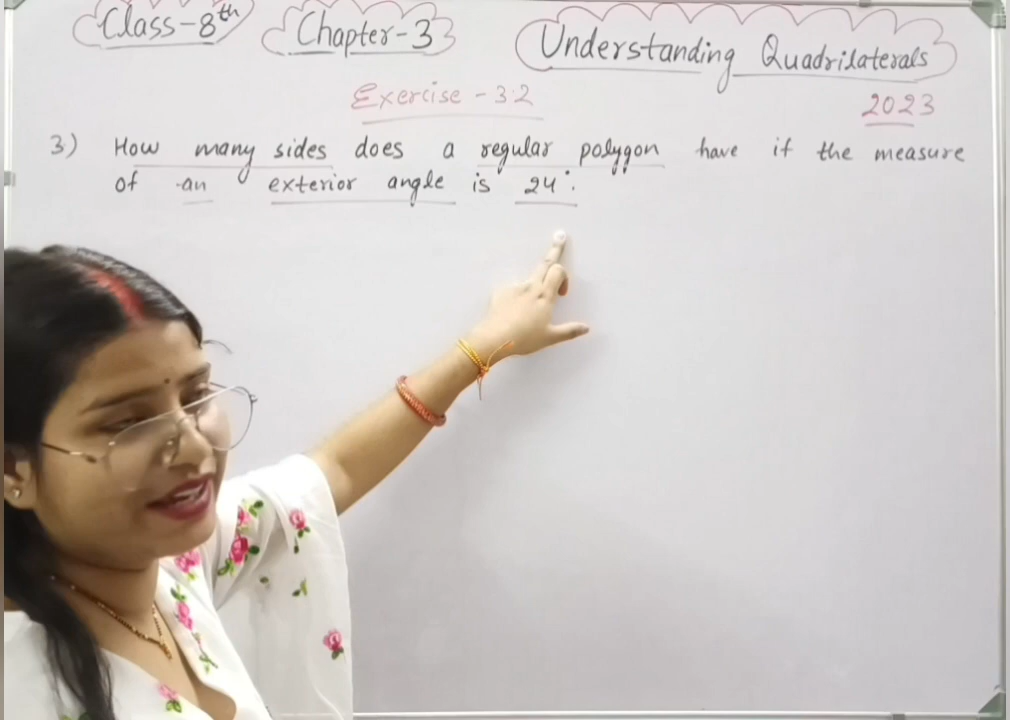 Class-8th Chapter-3 Understanding Quadrilaterals
Exercise - 3.2 2023
3.) How many sides does a regular polygon have if the measure
of an exterior angle is 24°.